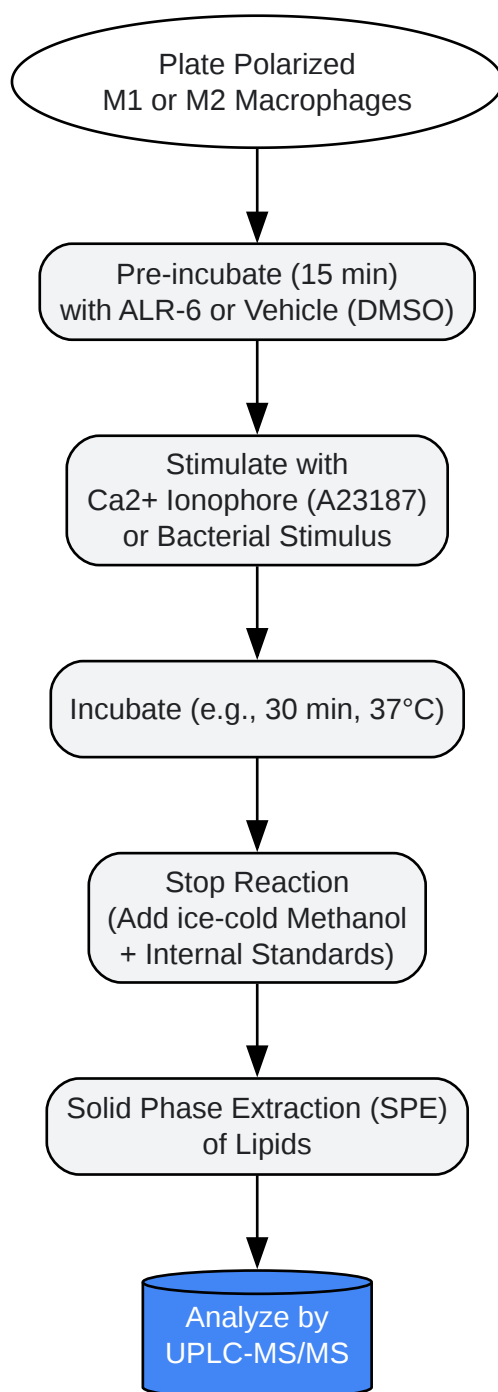 Plate Polarized
M1 or M2 Macrophages
Pre-incubate (15 min)
with ALR-6 or Vehicle (DMSO)
Stimulate with
Ca2+ Ionophore (A23187)
or Bacterial Stimulus
Incubate (e.g., 30 min, 37°C)
Stop Reaction
(Add ice-cold Methanol
+ Internal Standards)
Solid Phase Extraction (SPE)
of Lipids
Analyze by
UPLC-MS/MS